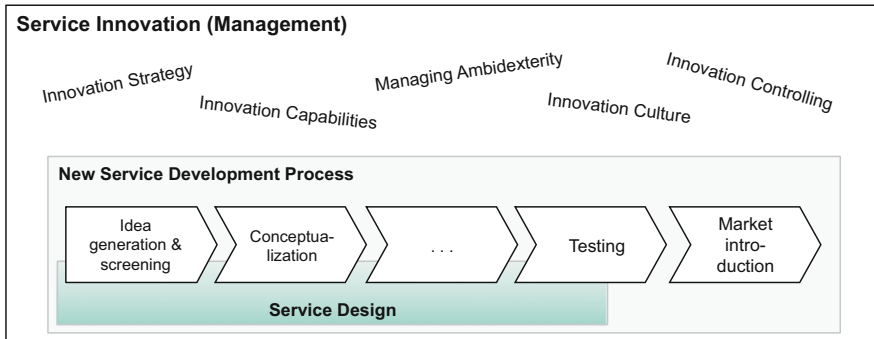 Service Innovation (Management)
Innovation Strategy
Innovation Capabilities
Managing Ambidexterity
Innovation Culture
Innovation Controlling
New Service Development Process
Idea
generation &
screening
Conceptua-
lization
. . .
Testing
Market
intro-
duction
Service Design